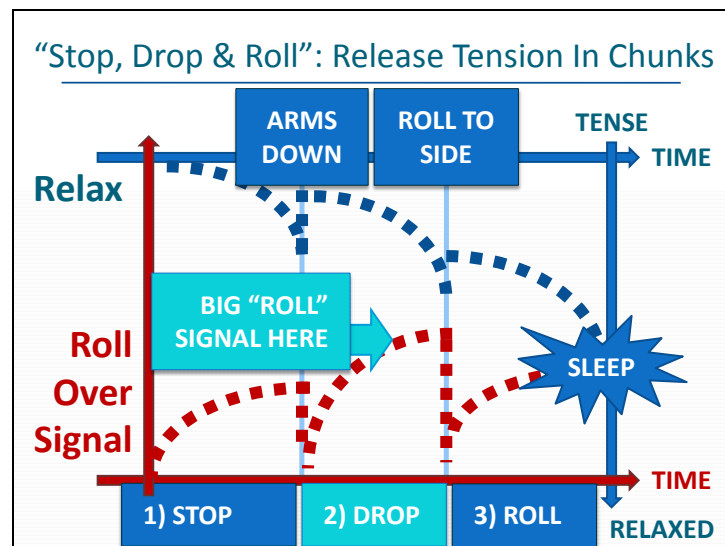 “Stop, Drop & Roll”: Release Tension In Chunks
ARMS
DOWN
ROLL TO
SIDE
TENSE
TIME
Relax
BIG “ROLL”
SIGNAL HERE
Roll
Over
Signal
SLEEP
TIME
1) STOP
2) DROP
3) ROLL
RELAXED